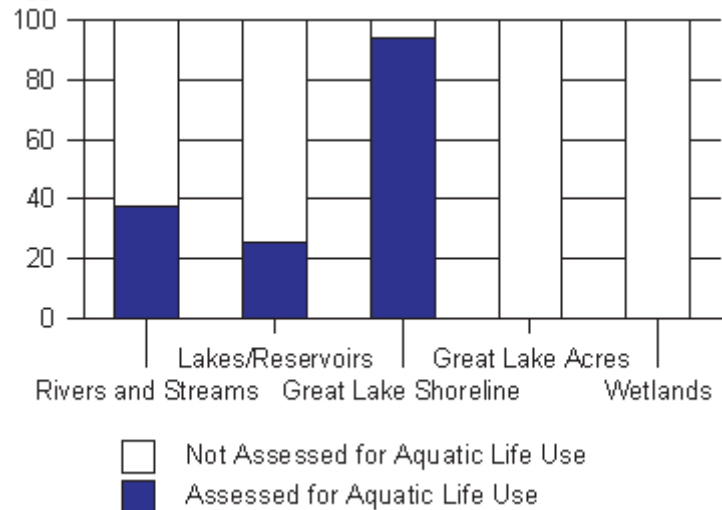 100
80
60
40
20
0
Lakes/Reservoirs Great Lake Acres
Rivers and Streams Great Lake Shoreline Wetlands
Not Assessed for Aquatic Life Use
Assessed for Aquatic Life Use